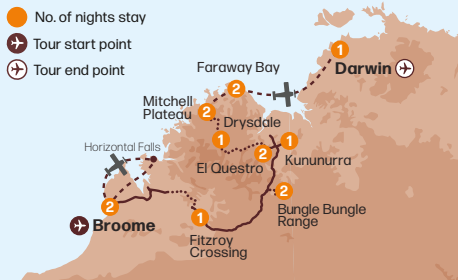 No. of nights stay
Tour start point
Tour end point
1
Darwin
Faraway Bay
2
Mitchell
Plateau
2
Drysdale
1
Horizontal Falls
El Questro
2
1
Kununurra
2
Broome
2
Bungle Bungle
Range
1
Fitzroy
Crossing